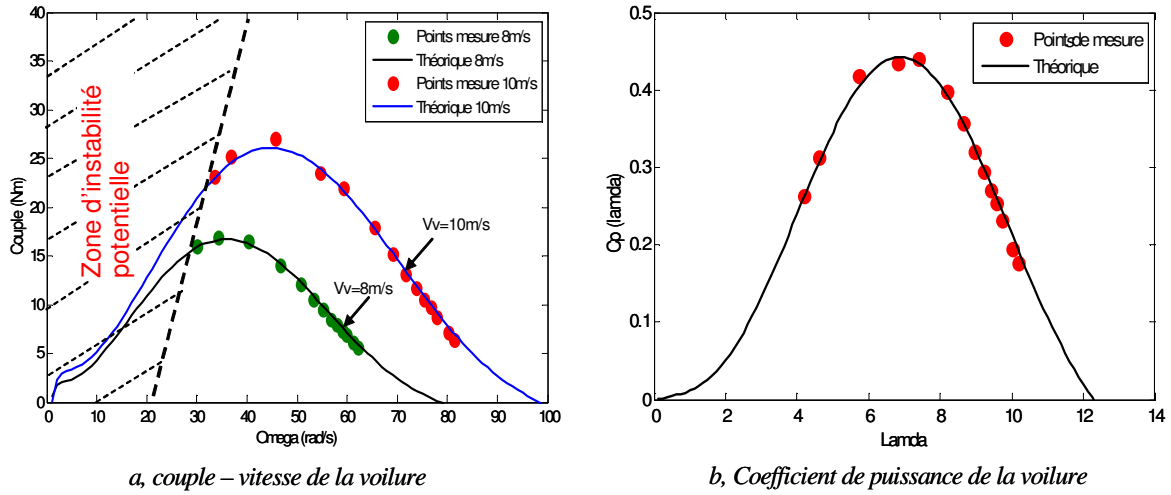 40
35
30
25
20
15
10
5
0
Couple (Nm)
Zone d'instabilité
potentielle
Points mesure 8m/s
Théorique 8m/s
Points mesure 10m/s
Théorique 10m/s
Vv=10m/s
Vv=8m/s
0 10 20 30 40 50 60 70 80 90 100
Omega (rad/s)
a, couple – vitesse de la voilure
0.5
0.4
0.3
0.2
0.1
0
Cp (lamda)
Points de mesure
Théorique
0 2 4 6 8 10 12 14
Lamda
b, Coefficient de puissance de la voilure